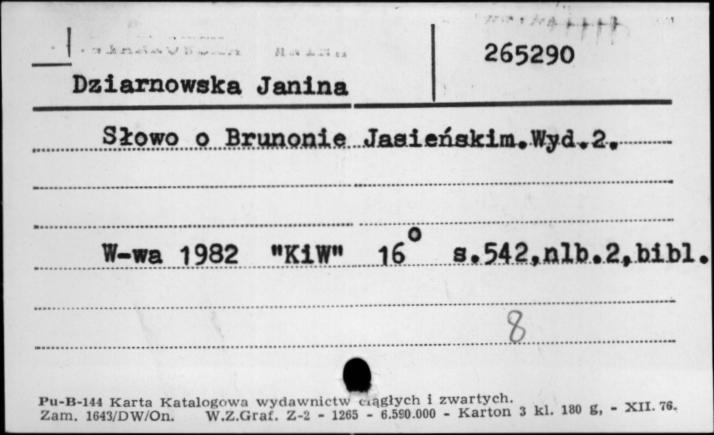 265290
Dziarnowska Janina
Słowo o Brunonie Jasieńskim.Wyd.2.
W-wa 1982 "KiW" 16° s.542,nlb.2,bibl.
8
Pu-B-144 Karta Katalogowa wydawnictw ciągłych i zwartych.
Zam. 1643/DW/On. W.Z.Graf. Z-2 - 1265 - 6.590.000 - Karton 3 kl. 180 g, - XII. 76.